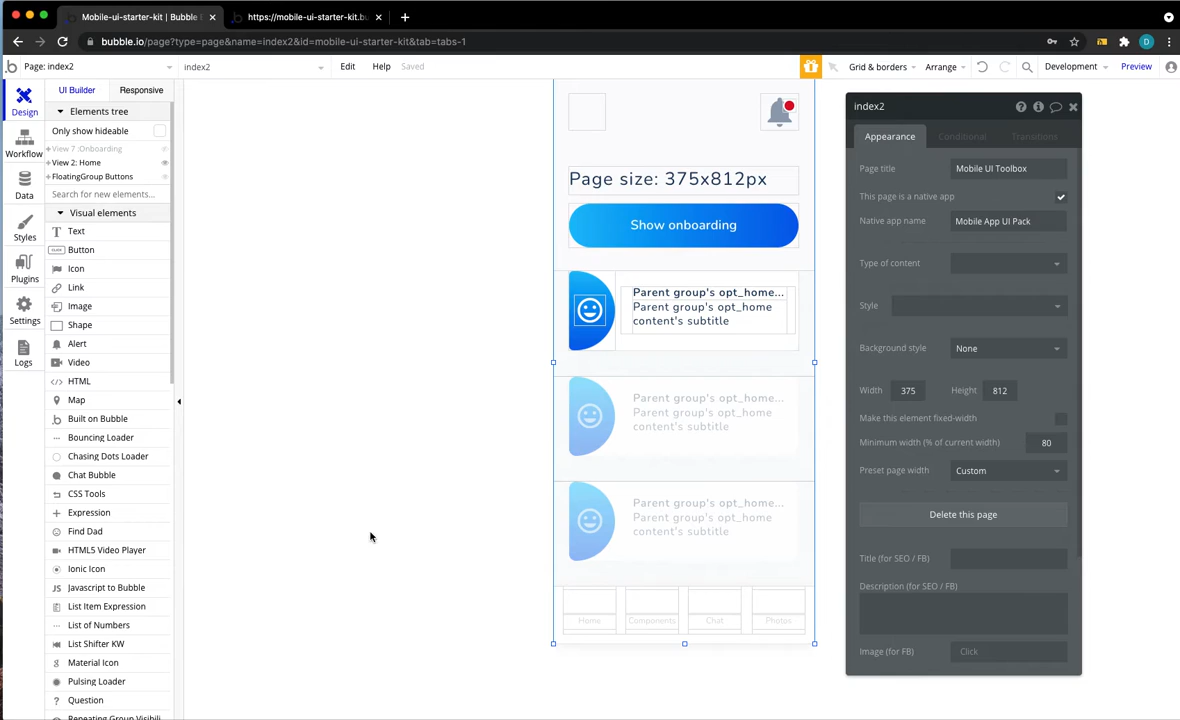 Mobile-ui-starter-kit | Bubble E
https://mobile-ui-starter-kit.bu
bubble.io/page?type=page&name=index2&id=mobile-ui-starter-kit&tab=tabs-1
Page: index2
index2
Edit
Help
Saved
Grid & borders
Arrange
Development
Preview
Design
Workflow
Data
Styles
Plugins
Settings
Logs
UI Builder
Responsive
Elements tree
Only show hideable
View 7 :Onboarding
View 2: Home
FloatingGroup Buttons
Search for new elements...
Visual elements
Text
CLICK
Button
Icon
Link
Image
Shape
Alert
Video
HTML
Map
Built on Bubble
Bouncing Loader
Chasing Dots Loader
Chat Bubble
CSS Tools
Expression
Find Dad
HTML5 Video Player
Ionic Icon
JS
Javascript to Bubble
List Item Expression
List of Numbers
List Shifter KW
Material Icon
Pulsing Loader
Question
Repeating Group Visibili
Page size: 375x812px
Show onboarding
Parent group's opt_home...
Parent group's opt_home
content's subtitle
Parent group's opt_home...
Parent group's opt_home
content's subtitle
Parent group's opt_home...
Parent group's opt_home
content's subtitle
Home
Components
Chat
Photos
index2
Appearance
Conditional
Transitions
Page title
Mobile UI Toolbox
This page is a native app
Native app name
Mobile App UI Pack
Type of content
Style
Background style
None
Width
375
Height
812
Make this element fixed-width
Minimum width (% of current width)
80
Preset page width
Custom
Delete this page
Title (for SEO / FB)
Description (for SEO / FB)
Image (for FB)
Click
D